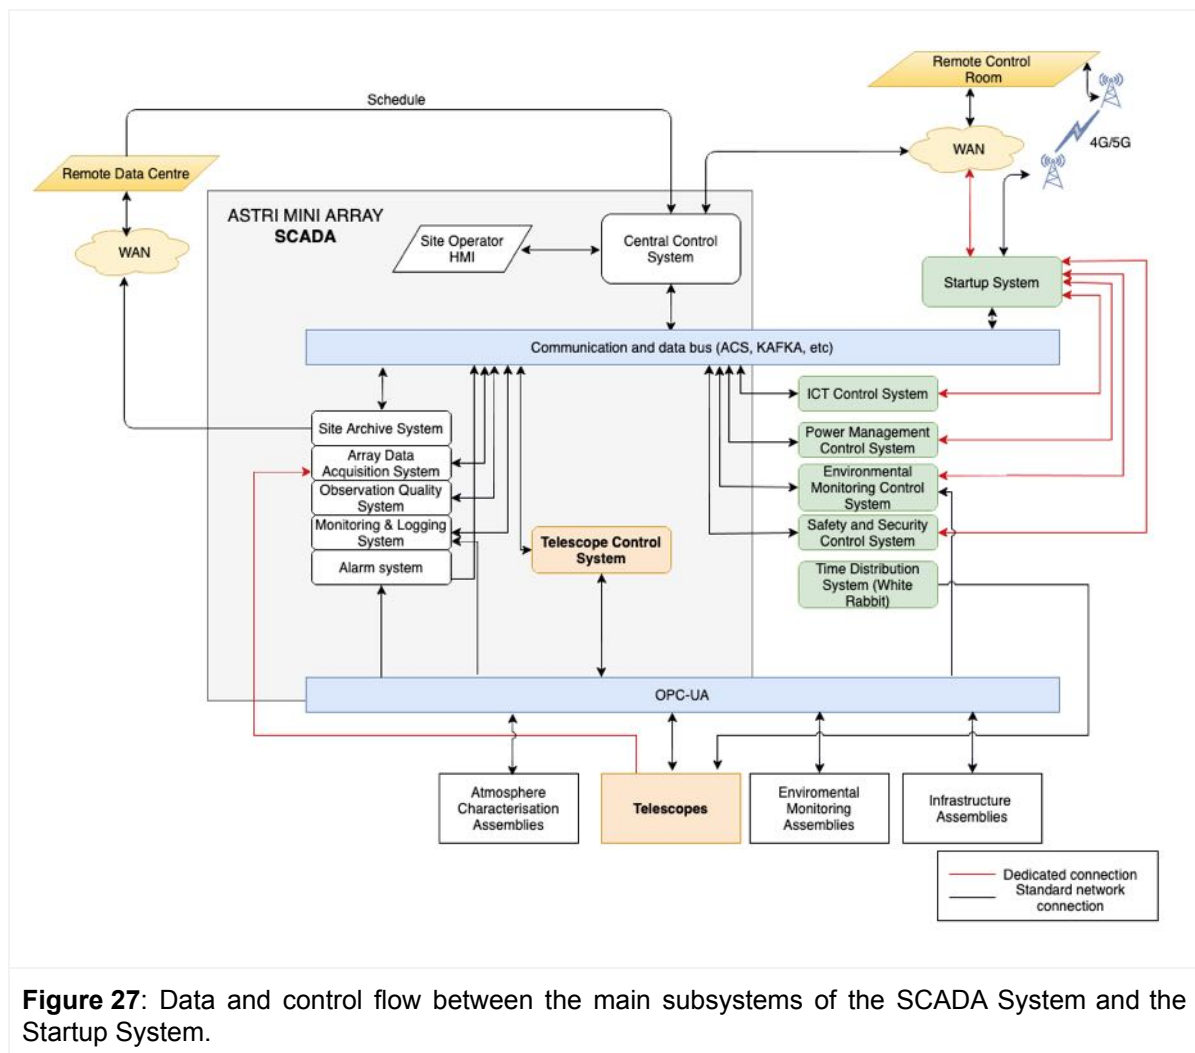 Remote Control
Room
Schedule
4G/5G
WAN
Remote Data Centre
ASTRI MINI ARRAY
SCADA
Site Operator
HMI
Central Control
System
WAN
Startup System
Communication and data bus (ACS, KAFKA, etc)
ICT Control System
Site Archive System
Power Management
Control System
Array Data
Acquisition System
Environmental
Monitoring Control
System
Observation Quality
System
Monitoring & Logging
System
Safety and Security
Control System
Telescope Control
System
Alarm system
Time Distribution
System (White
Rabbit)
OPC-UA
Atmosphere
Characterisation
Assemblies
Telescopes
Enviromental
Monitoring
Assemblies
Infrastructure
Assemblies
Dedicated connection
Standard network
connection
Figure 27: Data and control flow between the main subsystems of the SCADA System and the
Startup System.